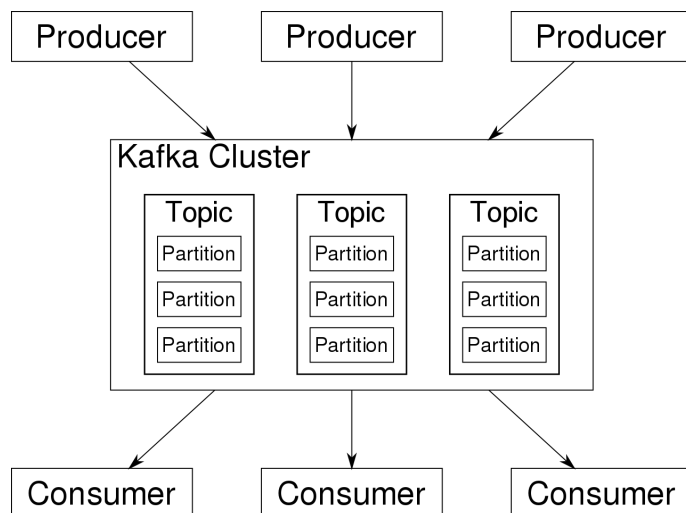 Producer
Producer
Producer
Kafka Cluster
Topic
Topic
Topic
Partition
Partition
Partition
Partition
Partition
Partition
Partition
Partition
Partition
Consumer
Consumer
Consumer